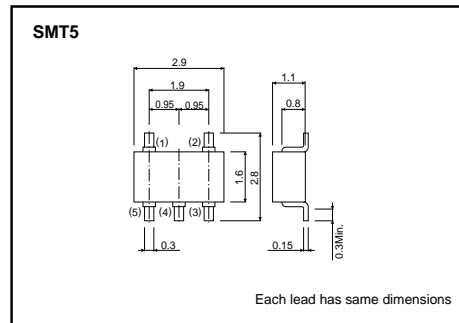 SMT5
2.9
1.1
1.9
0.8
0.95 0.95
(1) (2)
1.6
2.8
(5) (4) (3)
0.3
0.15
0.3Min.
Each lead has same dimensions